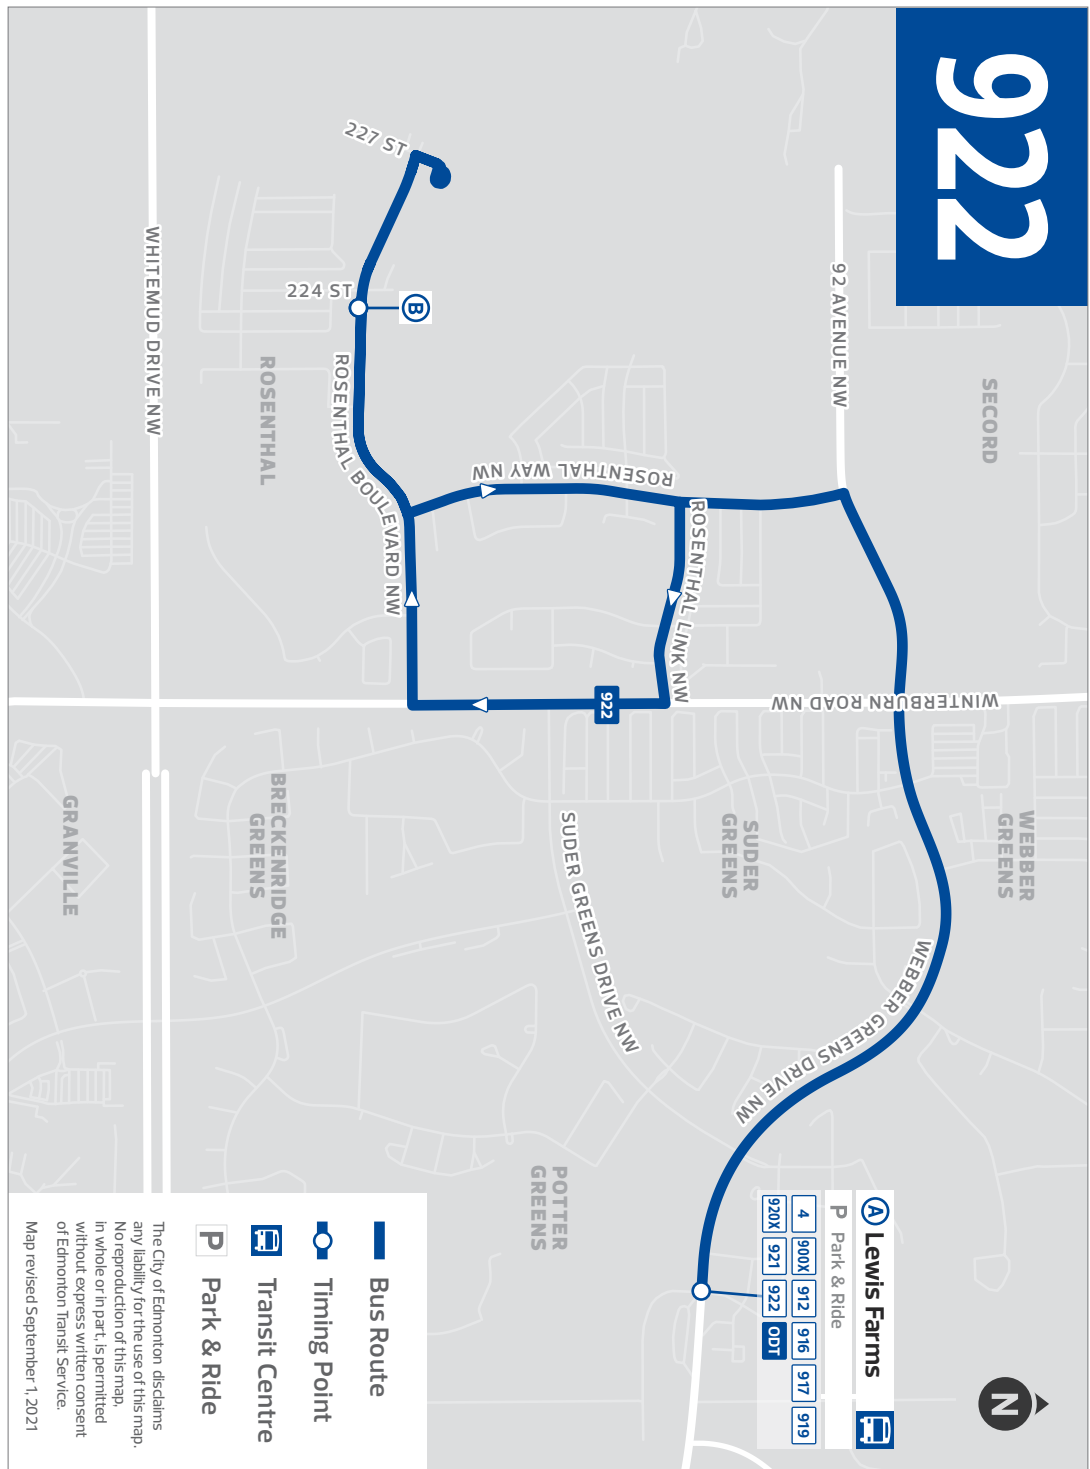 922
SECORD
92 AVENUE NW
227 ST
224 ST
B
ROSENTHAL BOULEVARD NW
ROSENTHAL
WHITEMUD DRIVE NW
ROSENTHAL WAY NW
ROSENTHAL LINK NW
922
WINTERBURN ROAD NW
WEBBER
GREENS
SUDER
GREENS
SUDER GREENS DRIVE NW
BRECKENRIDGE
GREENS
GRANVILLE
WEBBER GREENS DRIVE NW
POTTER
GREENS
A Lewis Farms
P Park & Ride
4 900X 912 916 917 919
920X 921 922 ODT
N
Bus Route
Timing Point
Transit Centre
P Park & Ride
The City of Edmonton disclaims
any liability for the use of this map.
No reproduction of this map,
in whole or in part, is permitted
without express written consent
of Edmonton Transit Service.
Map revised September 1, 2021